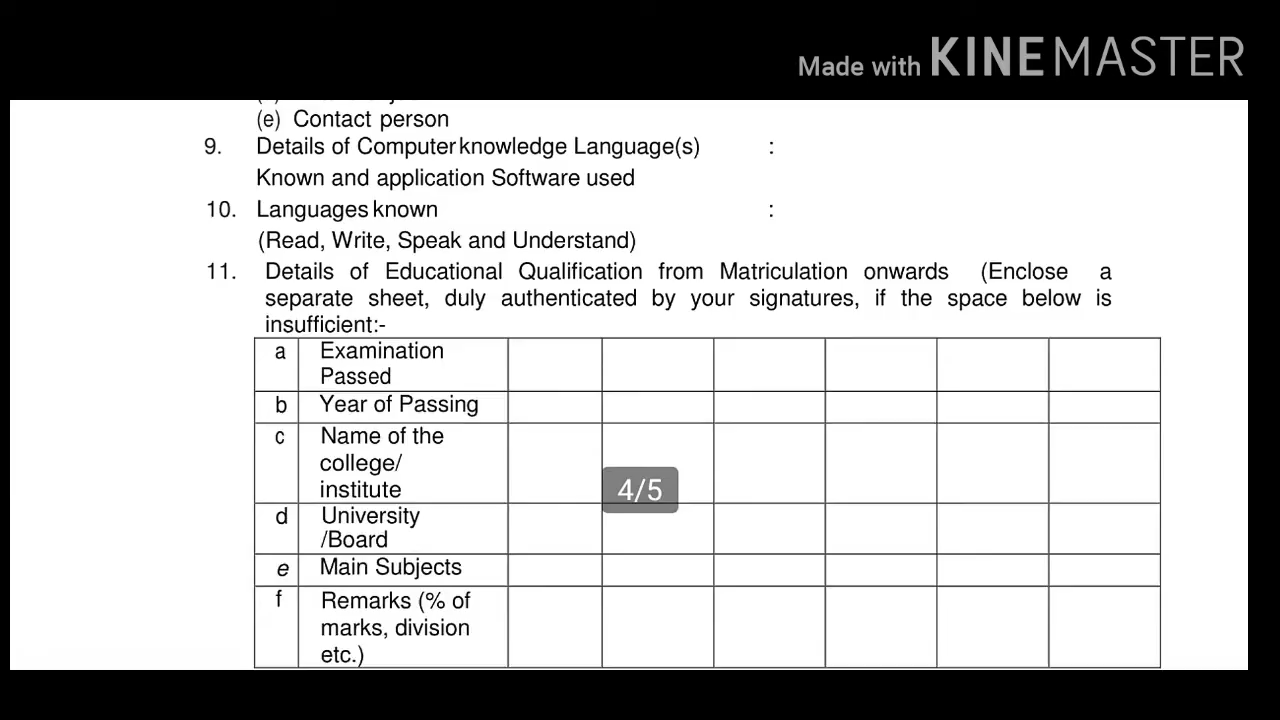 Made with KINEMASTER
(e) Contact person
9. Details of Computer knowledge Language(s) :
Known and application Software used
10. Languages known :
(Read, Write, Speak and Understand)
11. Details of Educational Qualification from Matriculation onwards (Enclose a
separate sheet, duly authenticated by your signatures, if the space below is
insufficient:-
a Examination
Passed
b Year of Passing
c Name of the
college/
institute
4/5
d University
/Board
e Main Subjects
f Remarks (% of
marks, division
etc.)